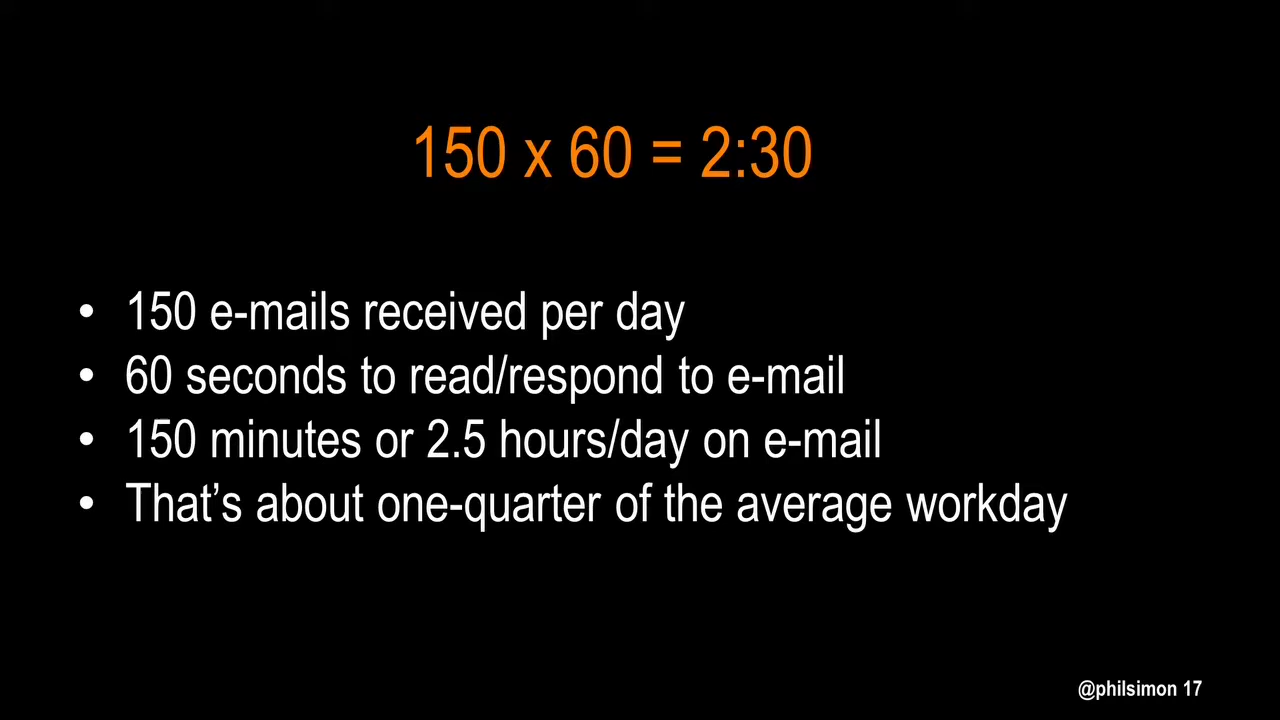 150 x 60 = 2:30
• 150 e-mails received per day
• 60 seconds to read/respond to e-mail
• 150 minutes or 2.5 hours/day on e-mail
• That’s about one-quarter of the average workday
@philsimon 17